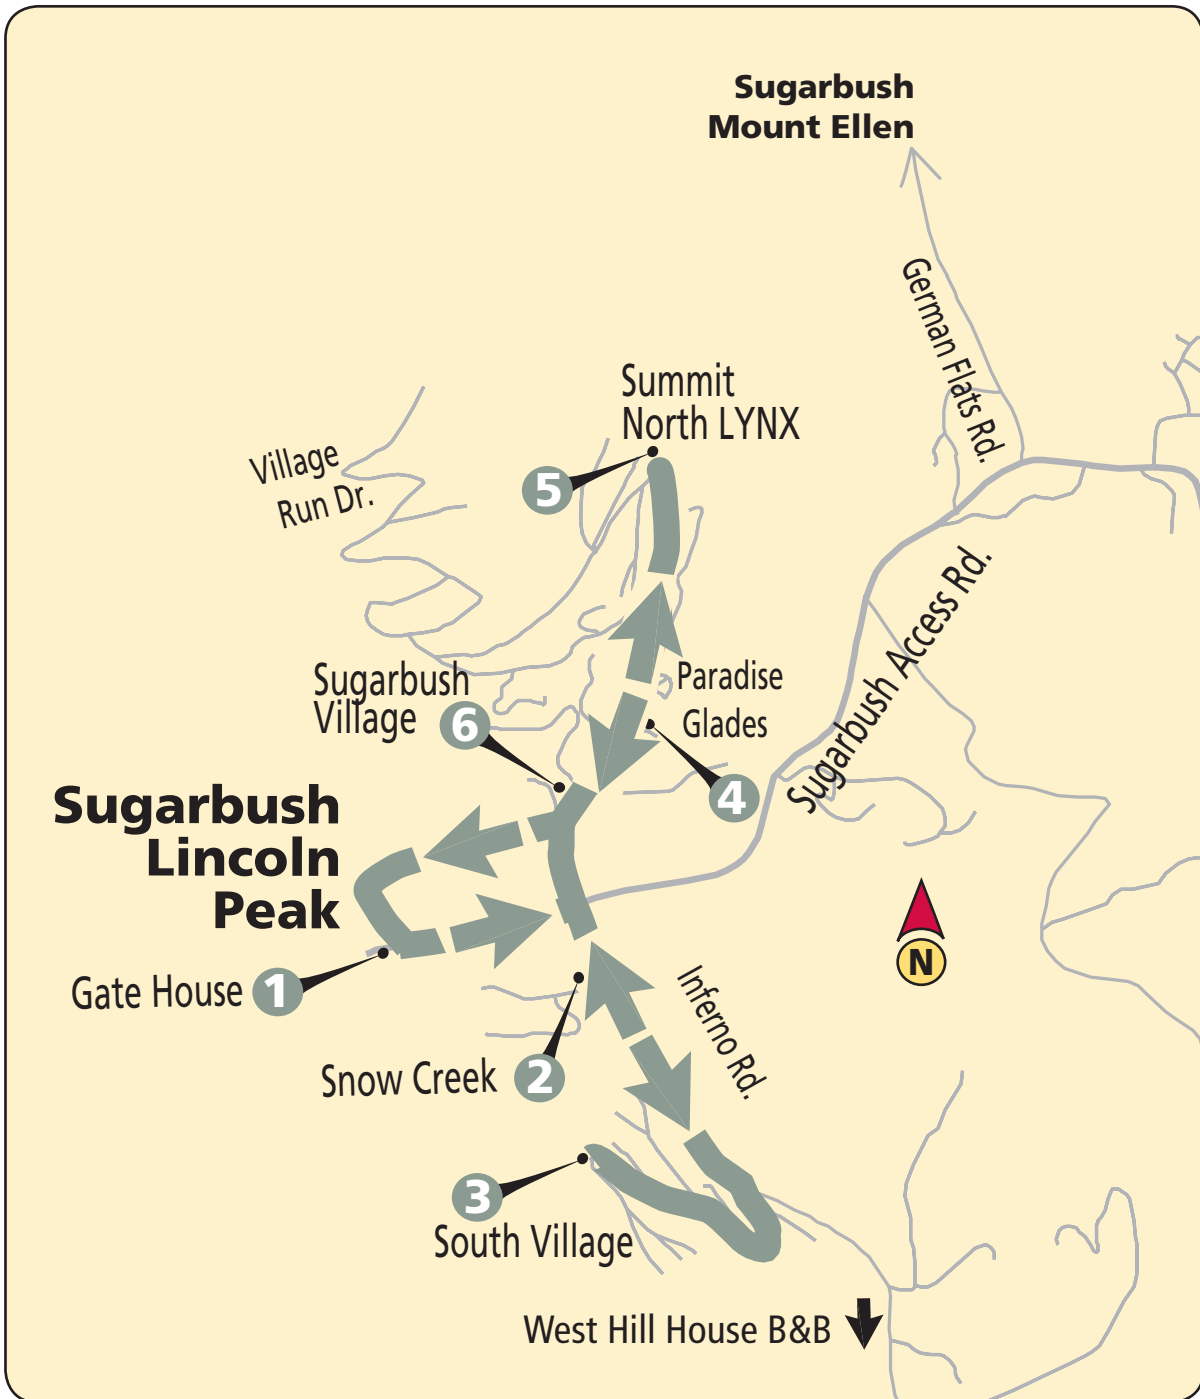 Sugarbush
Mount Ellen
German Flats Rd.
Summit
North LYNX
5
Village
Run Dr.
Sugarbush Access Rd.
Sugarbush
Village
6
Paradise
Glades
4
Sugarbush
Lincoln
Peak
N
Gate House 1
Inferno Rd.
Snow Creek 2
3
South Village
West Hill House B&B